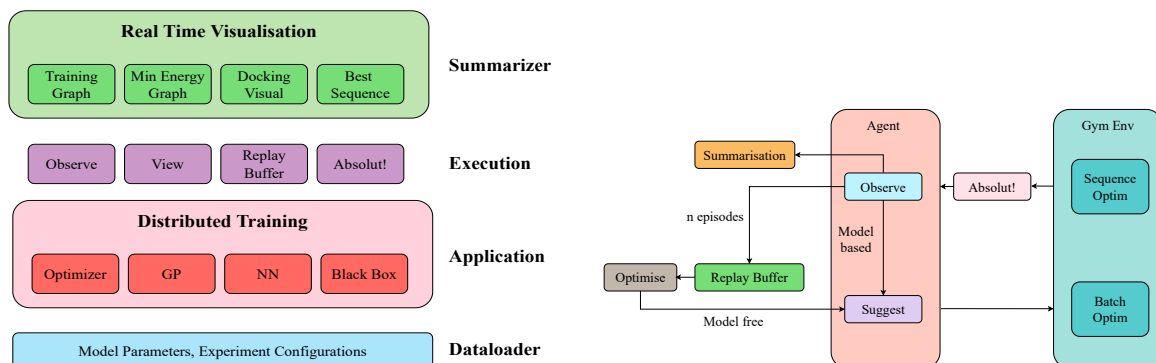 Real Time Visualisation
Training
Graph
Min Energy
Graph
Docking
Visual
Best
Sequence
Summarizer
Observe
View
Replay
Buffer
Absolut!
Execution
Distributed Training
Optimizer
GP
NN
Black Box
Application
Model Parameters, Experiment Configurations
Dataloader
Agent
Gym Env
Summarisation
Observe
Absolut!
Sequence
Optim
n episodes
Model
based
Optimise
Replay Buffer
Suggest
Model free
Batch
Optim